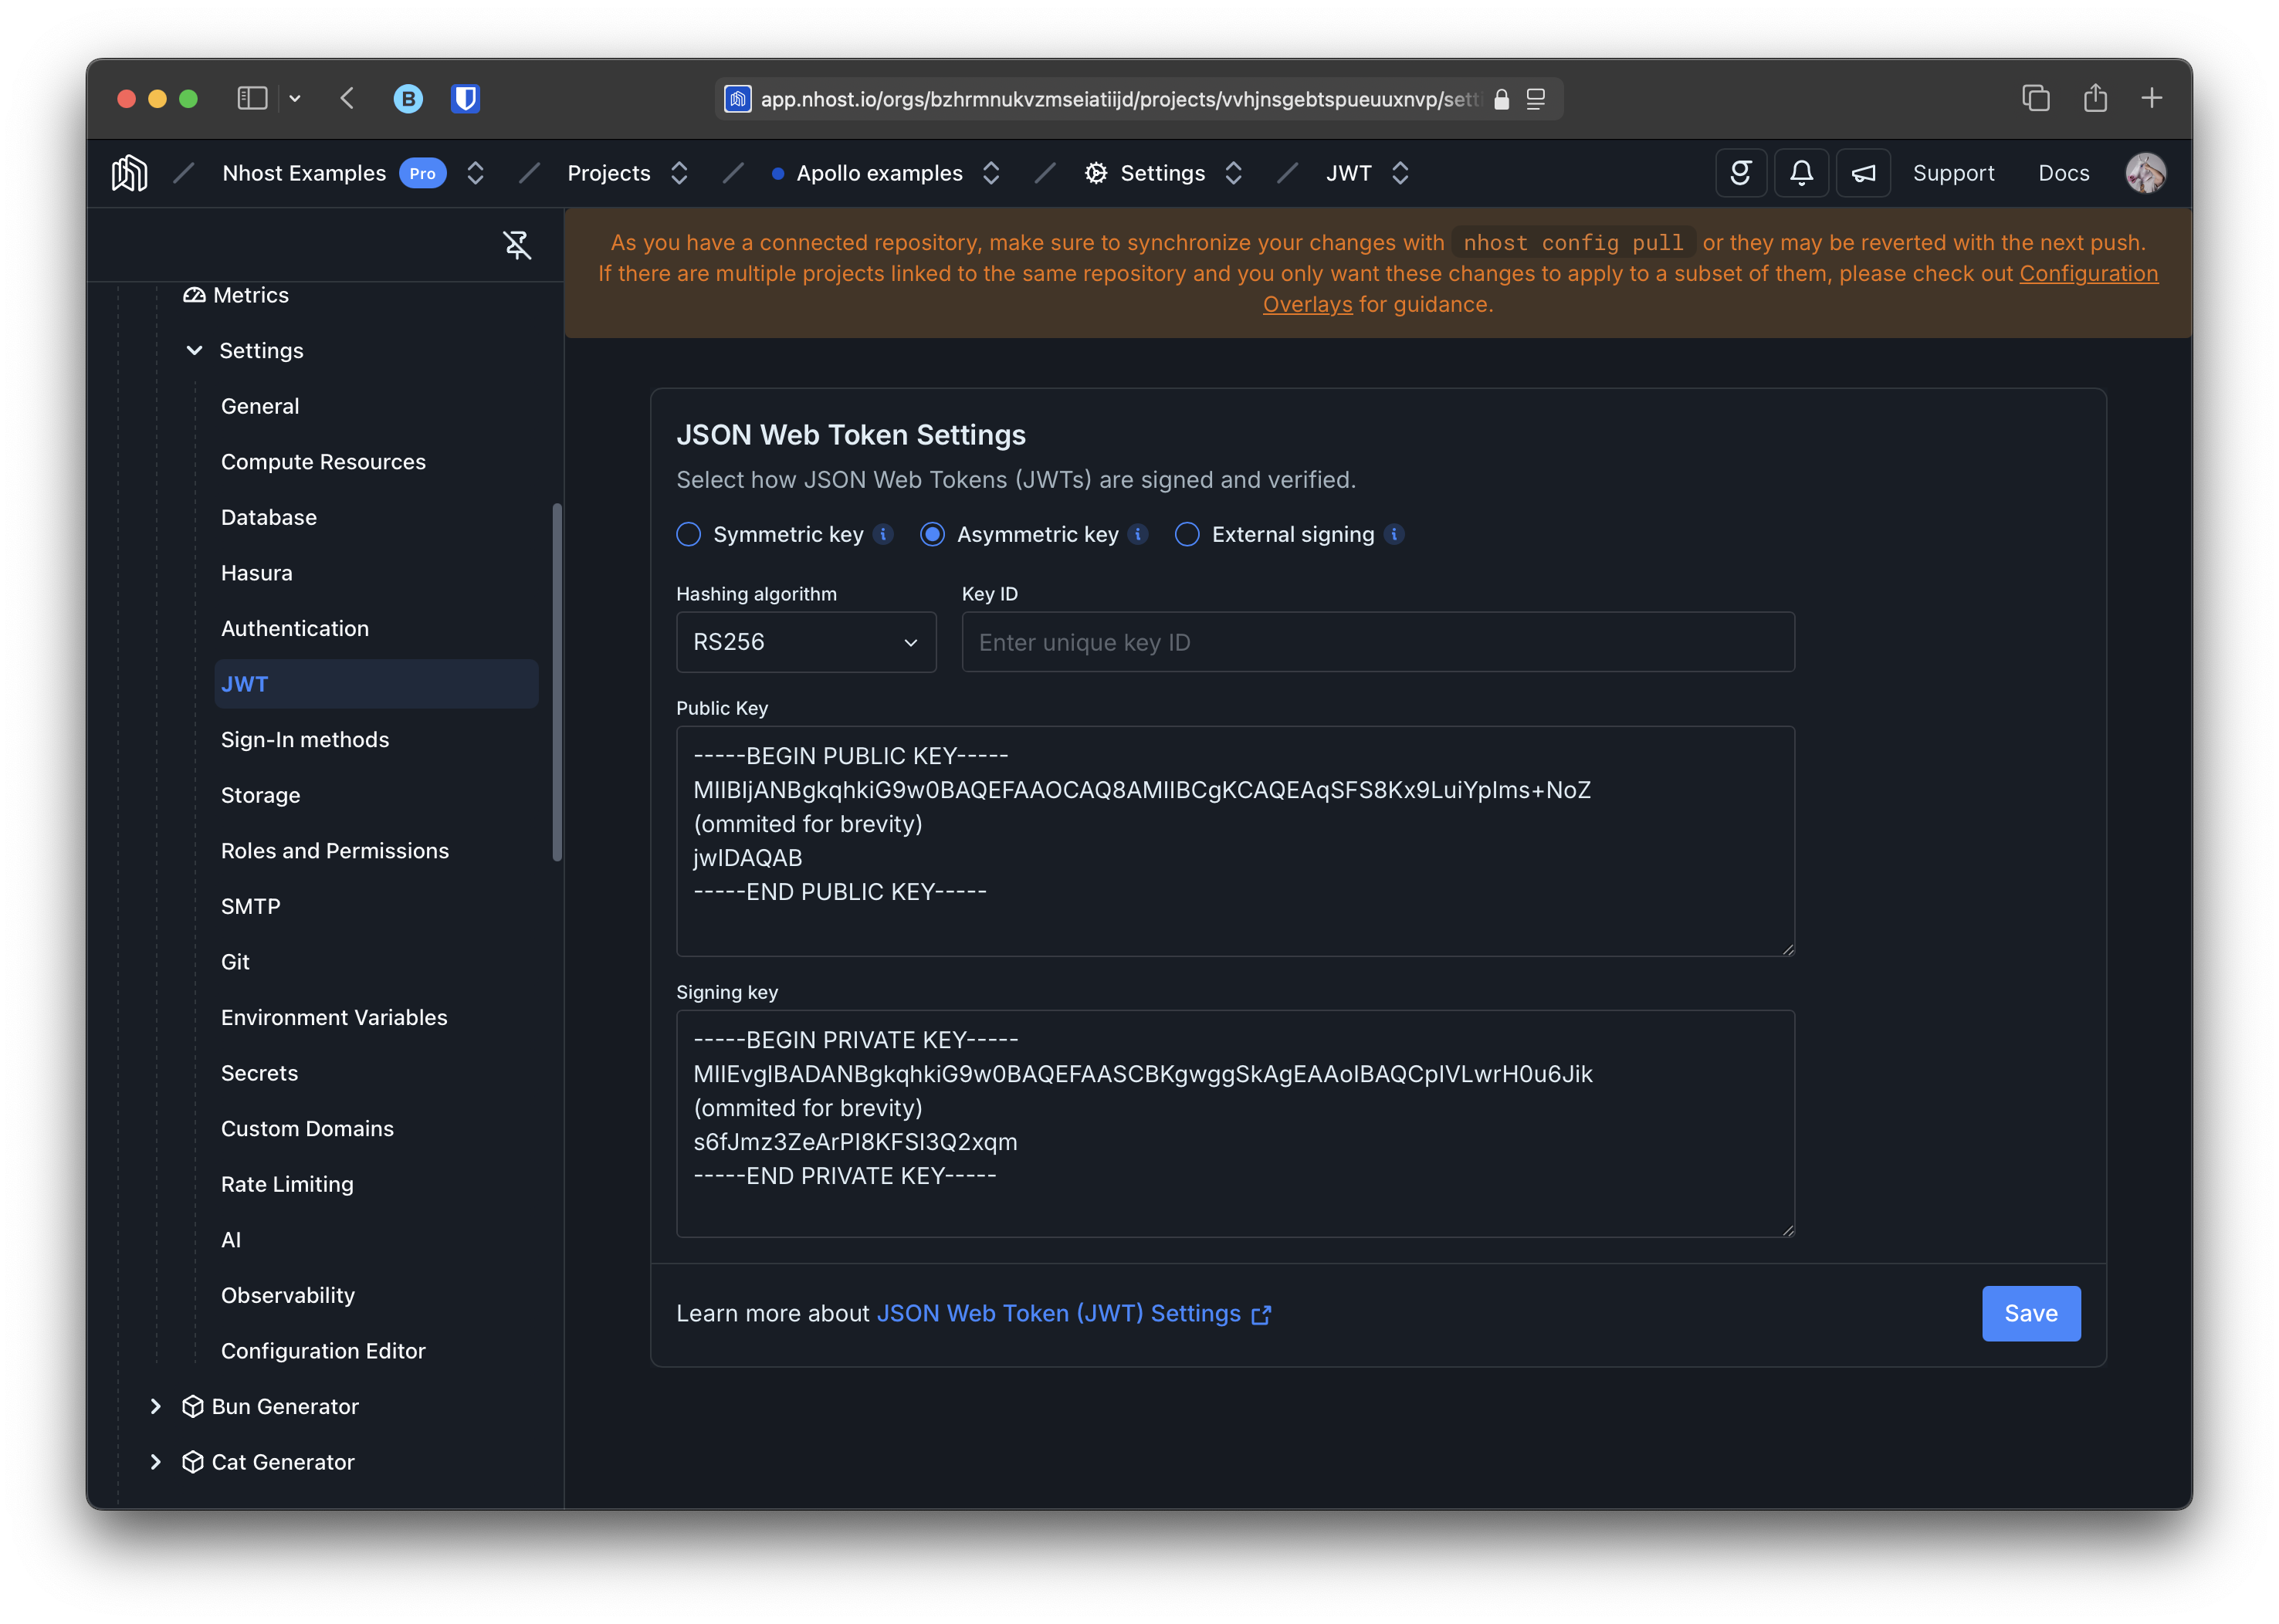 B
app.nhost.io/orgs/bzhrmnukvzmseiatiijd/projects/vvhjnsgebtspueuuxnvp/sett
Nhost Examples Pro Projects Apollo examples Settings JWT Support Docs
As you have a connected repository, make sure to synchronize your changes with nhost config pull or they may be reverted with the next push.
If there are multiple projects linked to the same repository and you only want these changes to apply to a subset of them, please check out Configuration
Overlays for guidance.
Metrics
Settings
General
Compute Resources
Database
Hasura
Authentication
JWT
Sign-In methods
Storage
Roles and Permissions
SMTP
Git
Environment Variables
Secrets
Custom Domains
Rate Limiting
AI
Observability
Configuration Editor
Bun Generator
Cat Generator
JSON Web Token Settings
Select how JSON Web Tokens (JWTs) are signed and verified.
Symmetric key Asymmetric key External signing
Hashing algorithm Key ID
RS256 Enter unique key ID
Public Key
-----BEGIN PUBLIC KEY-----
MIIBIjANBgkqhkiG9w0BAQEFAAOCAQ8AMIIBCgKCAQEAqSFS8Kx9LuiYpIms+NoZ
(ommited for brevity)
jwIDAQAB
-----END PUBLIC KEY-----
Signing key
-----BEGIN PRIVATE KEY-----
MIIEvgIBADANBgkqhkiG9w0BAQEFAASCBKgwggSkAgEAAoIBAQCpIVLwrH0u6Jik
(ommited for brevity)
s6fJmz3ZeArPI8KFSI3Q2xqm
-----END PRIVATE KEY-----
Learn more about JSON Web Token (JWT) Settings
Save